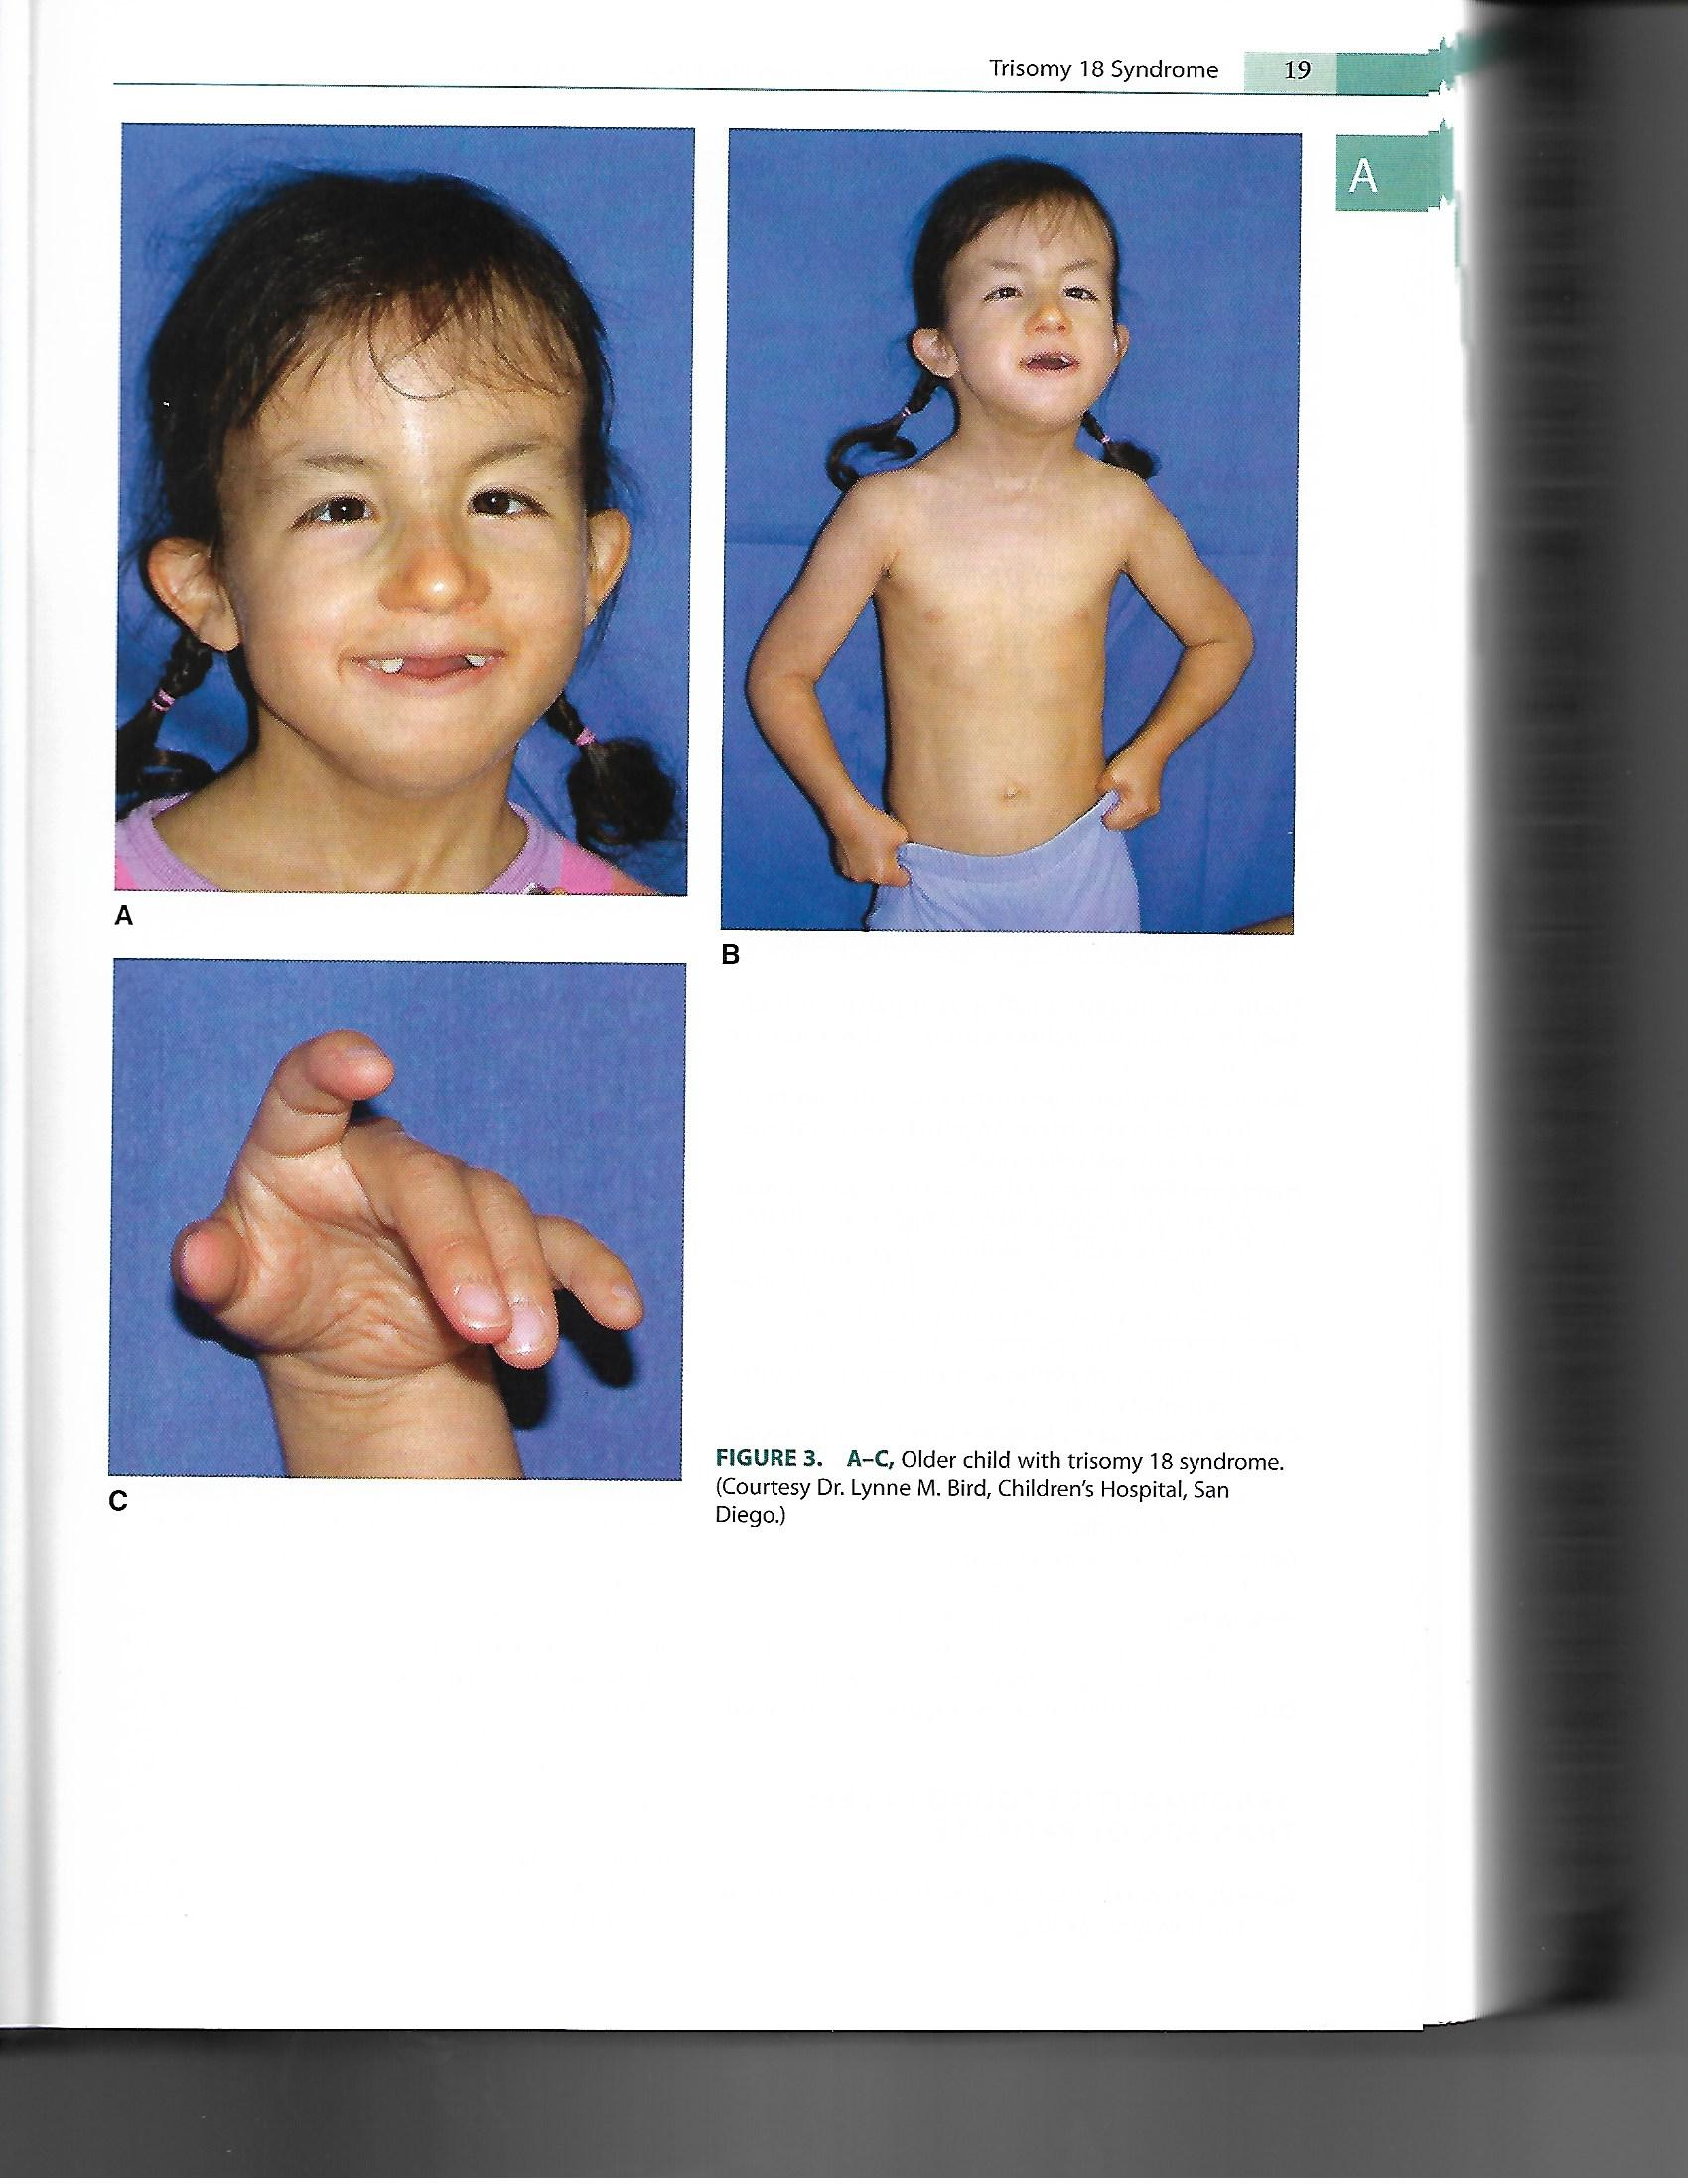 Trisomy 18 Syndrome 19
A
A
B
C
FIGURE 3. A–C, Older child with trisomy 18 syndrome.
(Courtesy Dr. Lynne M. Bird, Children's Hospital, San
Diego.)